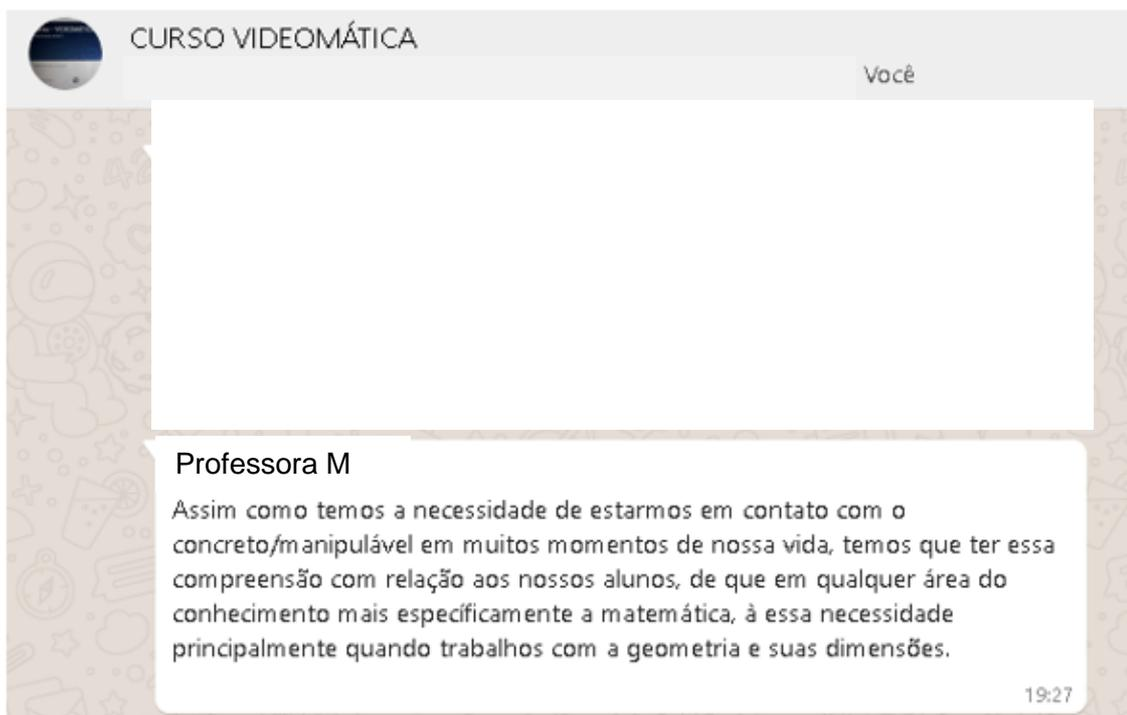 CURSO VIDEOMÁTICA
Você
Professora M
Assim como temos a necessidade de estarmos em contato com o
concreto/manipulável em muitos momentos de nossa vida, temos que ter essa
compreensão com relação aos nossos alunos, de que em qualquer área do
conhecimento mais específicamente a matemática, à essa necessidade
principalmente quando trabalhos com a geometria e suas dimensões.
19:27